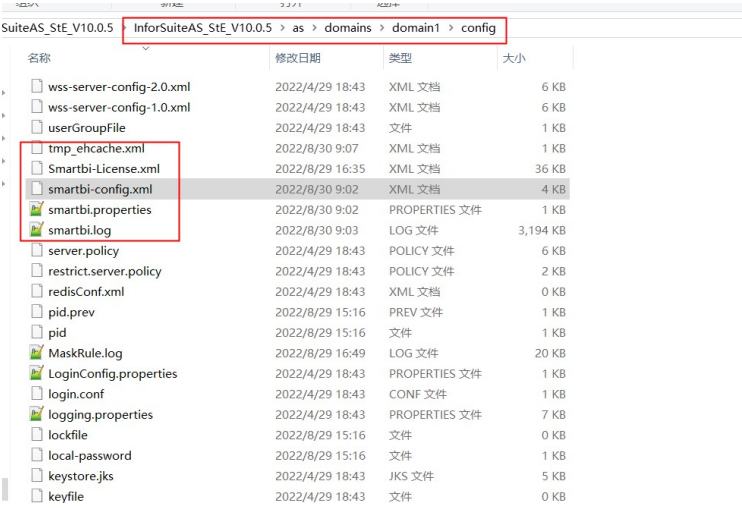 SuiteAS_StE_V10.0.5 › InforSuiteAS_StE_V10.0.5 › as › domains › domain1 › config
名称 修改日期 类型 大小
wss-server-config-2.0.xml 2022/4/29 18:43 XML 文档 6 KB
wss-server-config-1.0.xml 2022/4/29 18:43 XML 文档 6 KB
userGroupFile 2022/4/29 18:43 文件 1 KB
tmp_ehcache.xml 2022/8/30 9:07 XML 文档 1 KB
Smartbi-License.xml 2022/8/29 16:35 XML 文档 36 KB
smartbi-config.xml 2022/8/30 9:02 XML 文档 4 KB
smartbi.properties 2022/8/30 9:02 PROPERTIES 文件 1 KB
smartbi.log 2022/8/30 9:03 LOG 文件 3,194 KB
server.policy 2022/4/29 18:43 POLICY 文件 6 KB
restrict.server.policy 2022/4/29 18:43 POLICY 文件 2 KB
redisConf.xml 2022/4/29 18:43 XML 文档 0 KB
pid.prev 2022/8/29 15:16 PREV 文件 1 KB
pid 2022/8/29 15:16 文件 1 KB
MaskRule.log 2022/8/29 16:49 LOG 文件 20 KB
LoginConfig.properties 2022/4/29 18:43 PROPERTIES 文件 1 KB
login.conf 2022/4/29 18:43 CONF 文件 1 KB
logging.properties 2022/4/29 18:43 PROPERTIES 文件 7 KB
lockfile 2022/8/29 15:16 文件 0 KB
local-password 2022/8/29 15:16 文件 1 KB
keystore.jks 2022/4/29 18:43 JKS 文件 5 KB
keyfile 2022/4/29 18:43 文件 0 KB